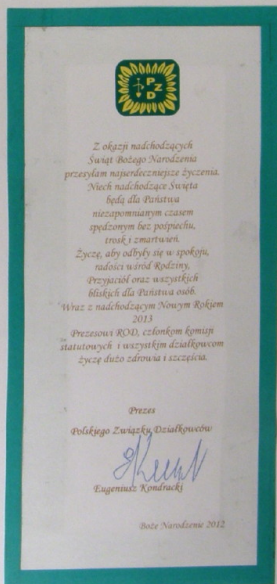 PZD
Z okazji nadchodzących
Świąt Bożego Narodzenia
przesyłam najserdeczniejsze życzenia.
Niech nadchodzące Święta
będą dla Państwa
niezapomnianym czasem
spędzonym bez pośpiechu,
trosk i zmartwień.
Życzę, aby odbyły się w spokoju,
radości wśród Rodziny,
Przyjaciół oraz wszystkich
bliskich dla Państwa osób.
Wraz z nadchodzącym Nowym Rokiem
2013
Prezesowi ROD, członkom komisji
statutowych i wszystkim działkowcom
życzę dużo zdrowia i szczęścia.
Prezes
Polskiego Związku Działkowców
Eugeniusz Kondracki
Boże Narodzenie 2012